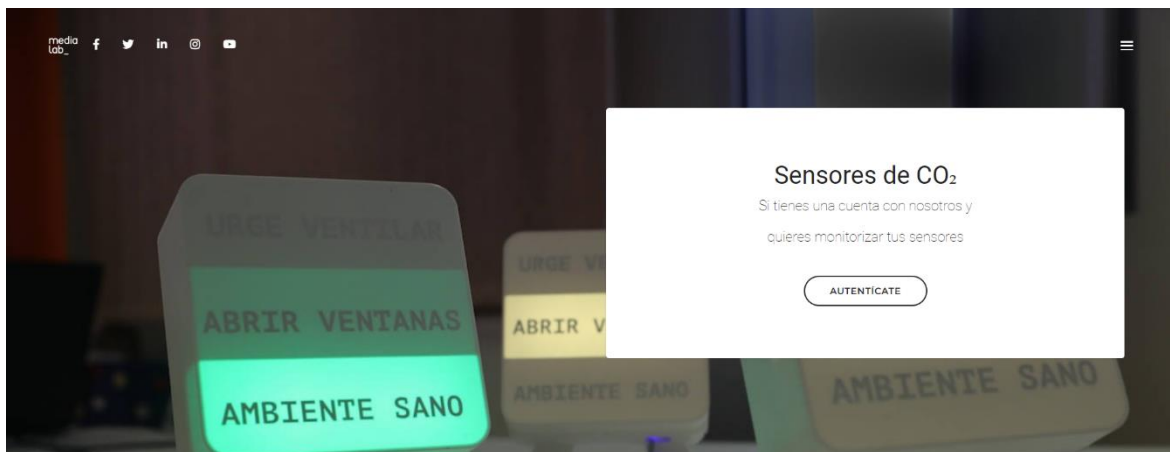 media
lab_
Sensores de CO₂
Si tienes una cuenta con nosotros y
quieres monitorizar tus sensores
AUTENTÍCATE
URGE VENTILAR
ABRIR VENTANAS
AMBIENTE SANO
URGE VE
ABRIR V
AMBIENTE SANO
AMBIENTE SANO